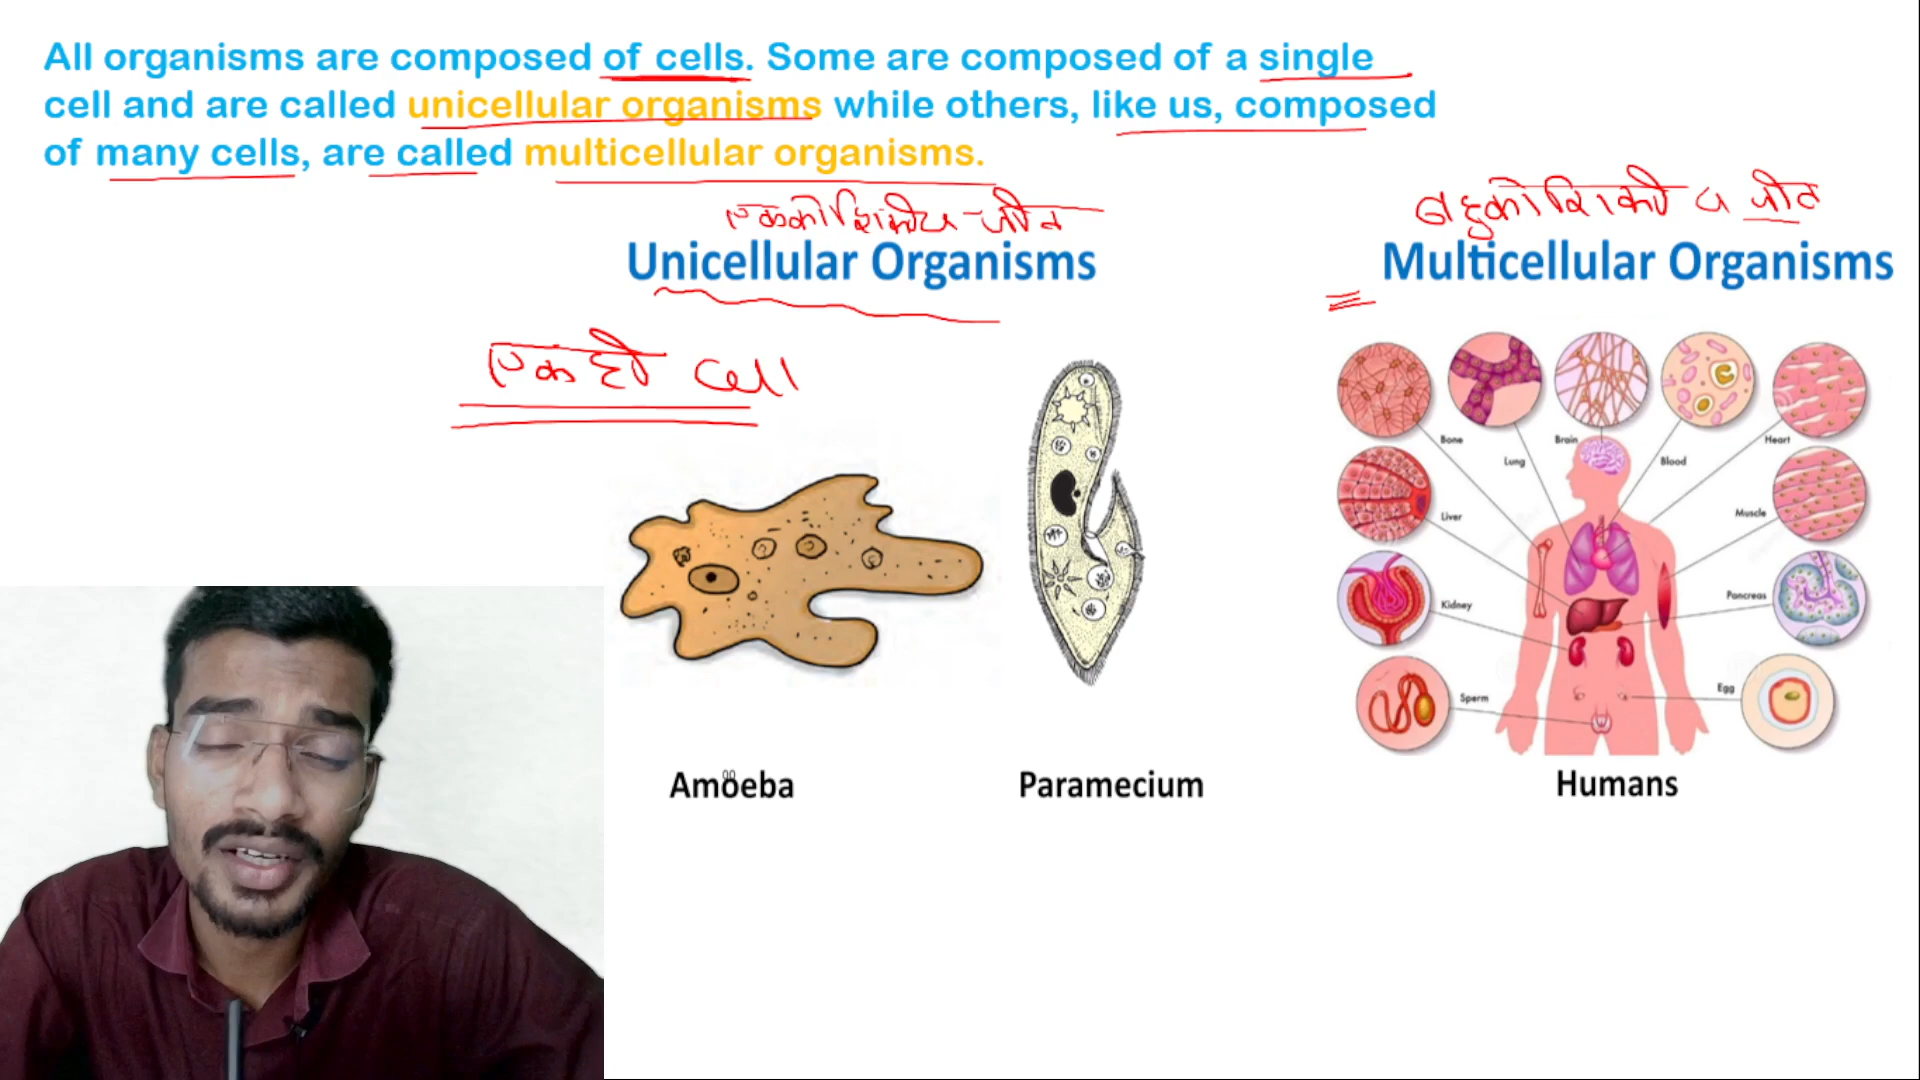 All organisms are composed of cells. Some are composed of a single
cell and are called unicellular organisms while others, like us, composed
of many cells, are called multicellular organisms.
एककोशिकीय जीव
बहुकोशिकीय जीव
Unicellular Organisms
Multicellular Organisms
एक ही cell
Bone
Lung
Brain
Blood
Heart
Liver
Muscle
Kidney
Pancreas
Sperm
Egg
Amoeba
Paramecium
Humans